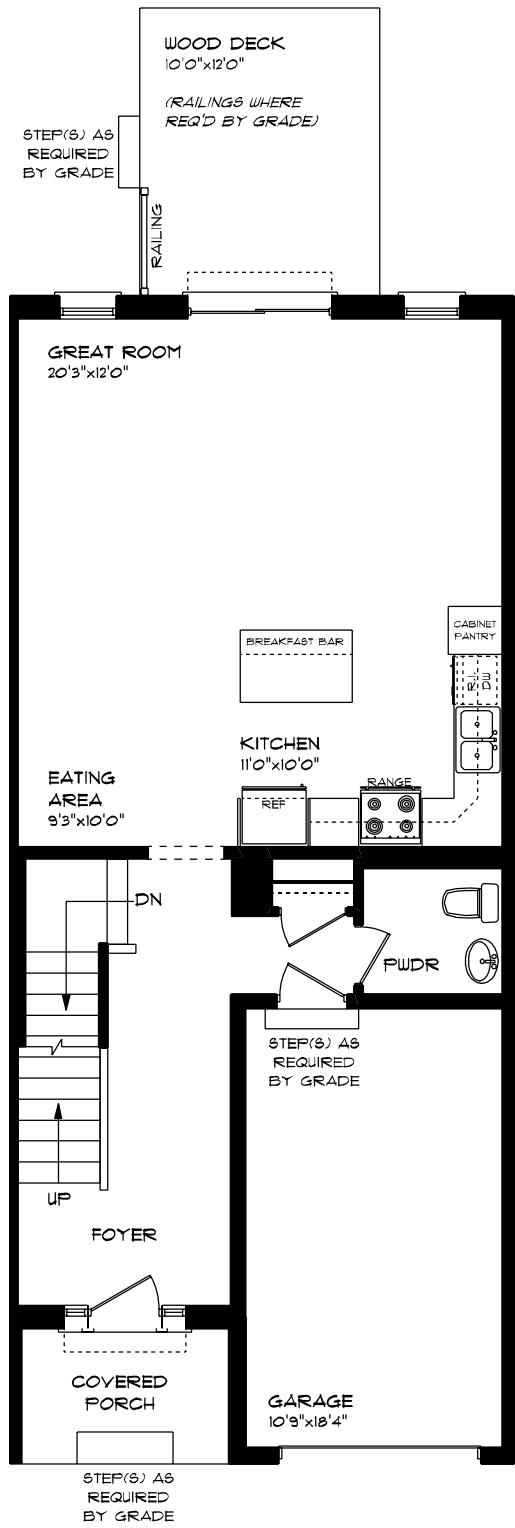 WOOD DECK
10'0"x12'0"
(RAILINGS WHERE
REQ'D BY GRADE)
STEP(S) AS
REQUIRED
BY GRADE
RAILING
GREAT ROOM
20'3"x12'0"
CABINET
PANTRY
BREAKFAST BAR
R.I.
DW
KITCHEN
11'0"x10'0"
EATING
AREA
9'3"x10'0"
RANGE
REF
DN
PWDR
STEP(S) AS
REQUIRED
BY GRADE
UP
FOYER
COVERED
PORCH
GARAGE
10'9"x18'4"
STEP(S) AS
REQUIRED
BY GRADE